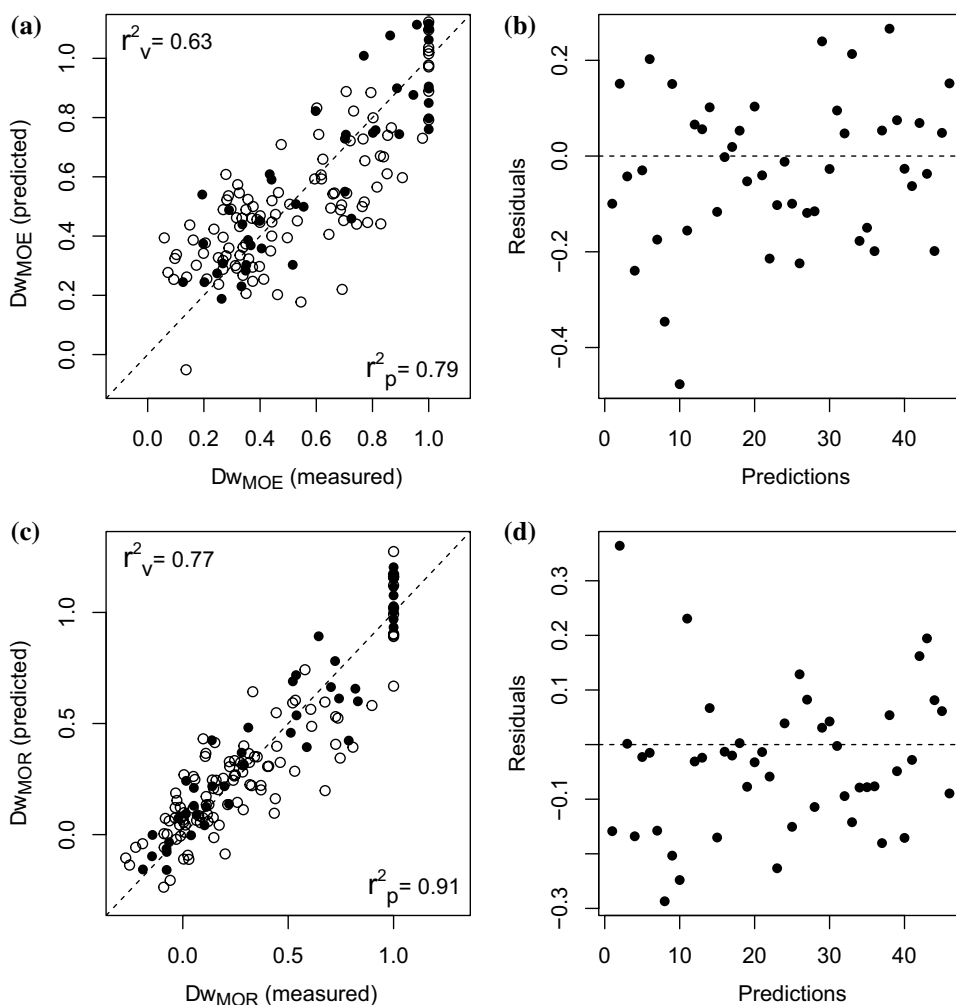 (a)
r²v = 0.63
r²p = 0.79
DwMOE (predicted)
0.0 0.2 0.4 0.6 0.8 1.0
0.0 0.2 0.4 0.6 0.8 1.0
DwMOE (measured)
(b)
Residuals
−0.4 −0.2 0.0 0.2
0 10 20 30 40
Predictions
(c)
r²v = 0.77
r²p = 0.91
DwMOR (predicted)
0.0 0.5 1.0
0.0 0.5 1.0
DwMOR (measured)
(d)
Residuals
−0.3 −0.1 0.1 0.2 0.3
0 10 20 30 40
Predictions